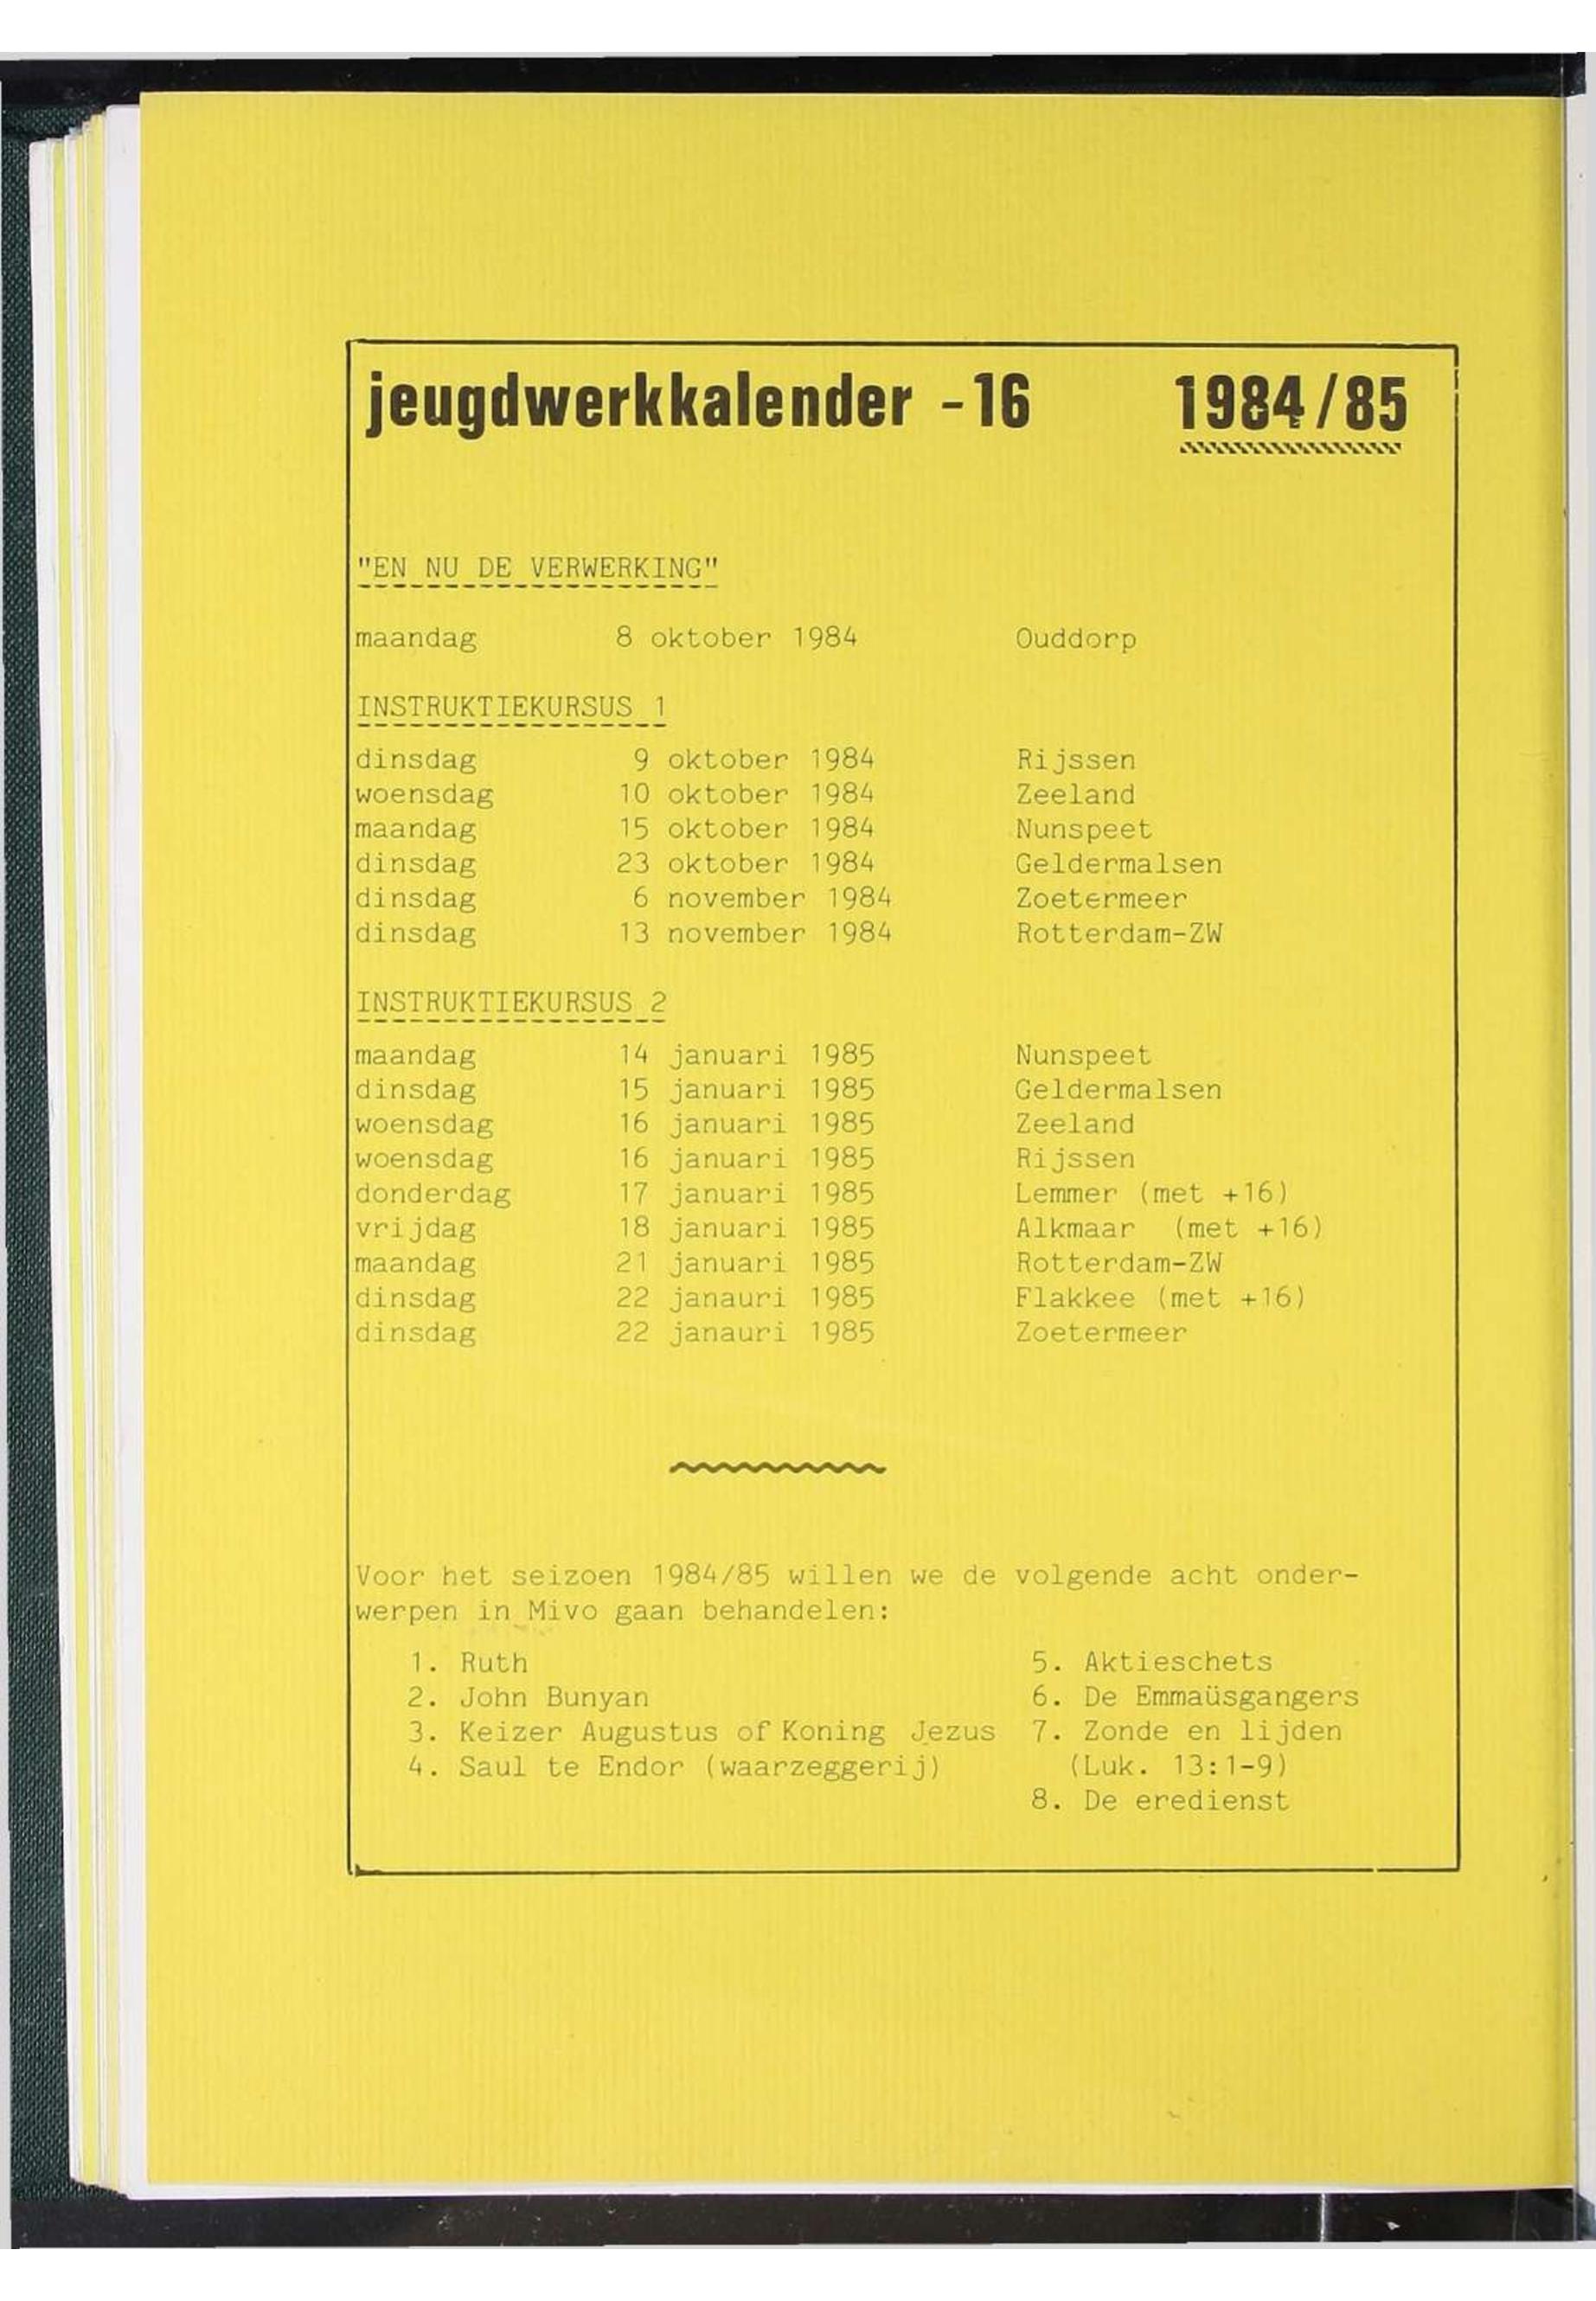 jeugdwerkkalender -16 1984/85
"EN NU DE VERWERKING"
maandag 8 oktober 1984 Ouddorp
INSTRUKTIEKURSUS 1
dinsdag 9 oktober 1984 Rijssen
woensdag 10 oktober 1984 Zeeland
maandag 15 oktober 1984 Nunspeet
dinsdag 23 oktober 1984 Geldermalsen
dinsdag 6 november 1984 Zoetermeer
dinsdag 13 november 1984 Rotterdam-ZW
INSTRUKTIEKURSUS 2
maandag 14 januari 1985 Nunspeet
dinsdag 15 januari 1985 Geldermalsen
woensdag 16 januari 1985 Zeeland
woensdag 16 januari 1985 Rijssen
donderdag 17 januari 1985 Lemmer (met +16)
vrijdag 18 januari 1985 Alkmaar (met +16)
maandag 21 januari 1985 Rotterdam-ZW
dinsdag 22 janauri 1985 Flakkee (met +16)
dinsdag 22 janauri 1985 Zoetermeer
Voor het seizoen 1984/85 willen we de volgende acht onder-
werpen in Mivo gaan behandelen:
1. Ruth
2. John Bunyan
3. Keizer Augustus of Koning Jezus
4. Saul te Endor (waarzeggerij)
5. Aktieschets
6. De Emmaüsgangers
7. Zonde en lijden
(Luk. 13:1-9)
8. De eredienst